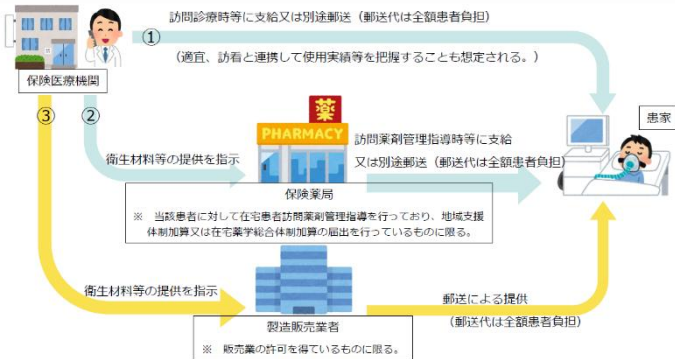 訪問診療時等に支給又は別途郵送（郵送代は全額患者負担）
①
（適宜、訪看と連携して使用実績等を把握することも想定される。）
保険医療機関
③
②
薬
PHARMACY
患家
訪問薬剤管理指導時等に支給
又は別途郵送（郵送代は全額患者負担）
衛生材料等の提供を指示
保険薬局
※　当該患者に対して在宅患者訪問薬剤管理指導を行っており、地域支援
体制加算又は在宅薬学総合体制加算の届出を行っているものに限る。
衛生材料等の提供を指示
郵送による提供
（郵送代は全額患者負担）
製造販売業者
※　販売業の許可を得ているものに限る。